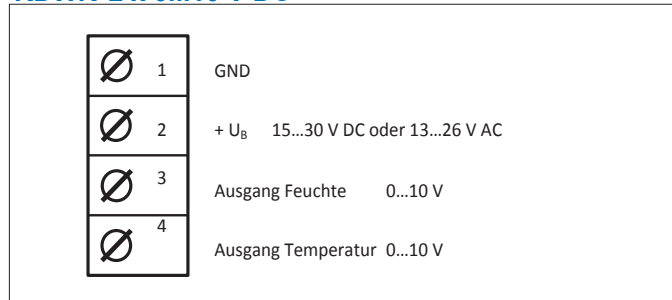 1 GND
2 + UB 15...30 V DC oder 13...26 V AC
3 Ausgang Feuchte 0...10 V
4 Ausgang Temperatur 0...10 V